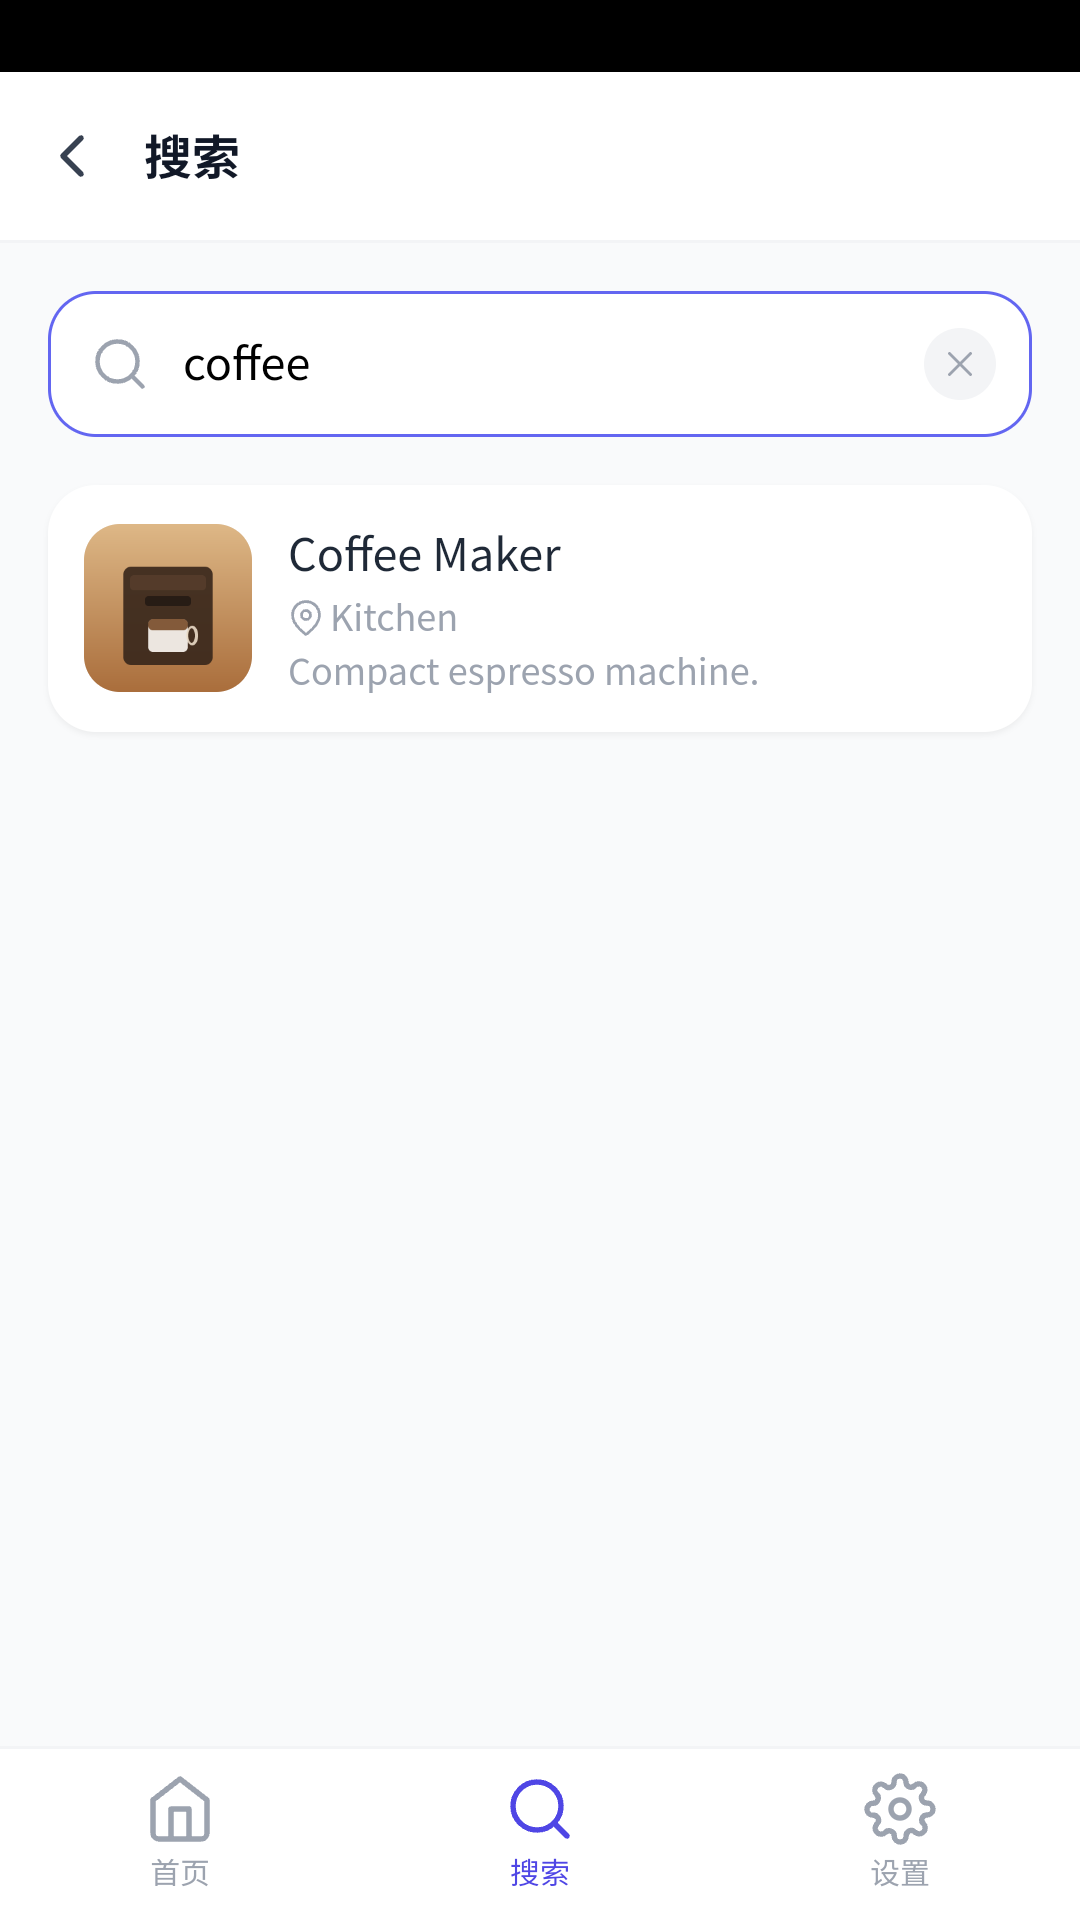 搜索
coffee
Coffee Maker
Kitchen
Compact espresso machine.
首页
搜索
设置